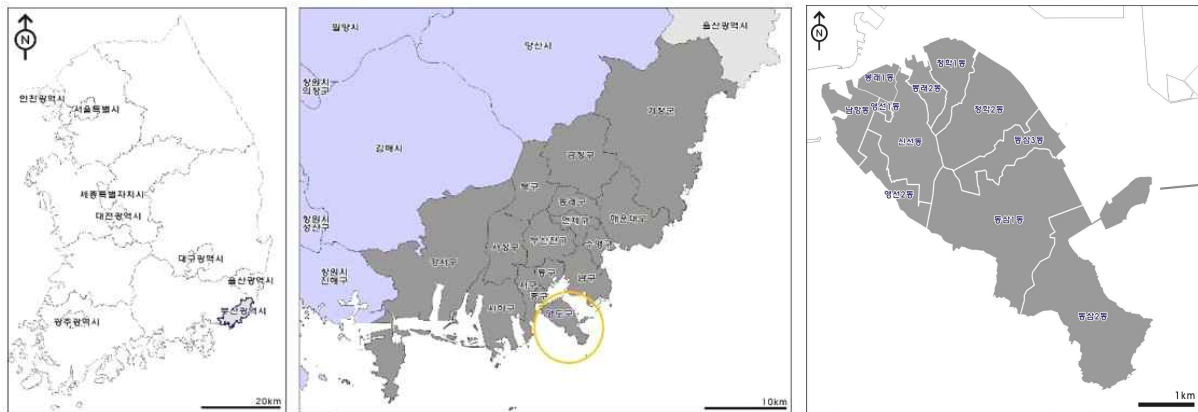 N
인천광역시
서울특별시
세종특별자치시
대전광역시
대구광역시
울산광역시
부산광역시
광주광역시
20km
N
밀양시
양산시
울산광역시
창원시
의창구
김해시
기장군
금정구
북구
동래구
연제구
해운대구
창원시
성산구
사상구
부산진구
수영구
창원시
진해구
강서구
동구
남구
서구
중구
사하구
영도구
10km
N
청학1동
봉래1동
봉래2동
남항동
영선1동
청학2동
신선동
동삼3동
영선2동
동삼1동
동삼2동
1km